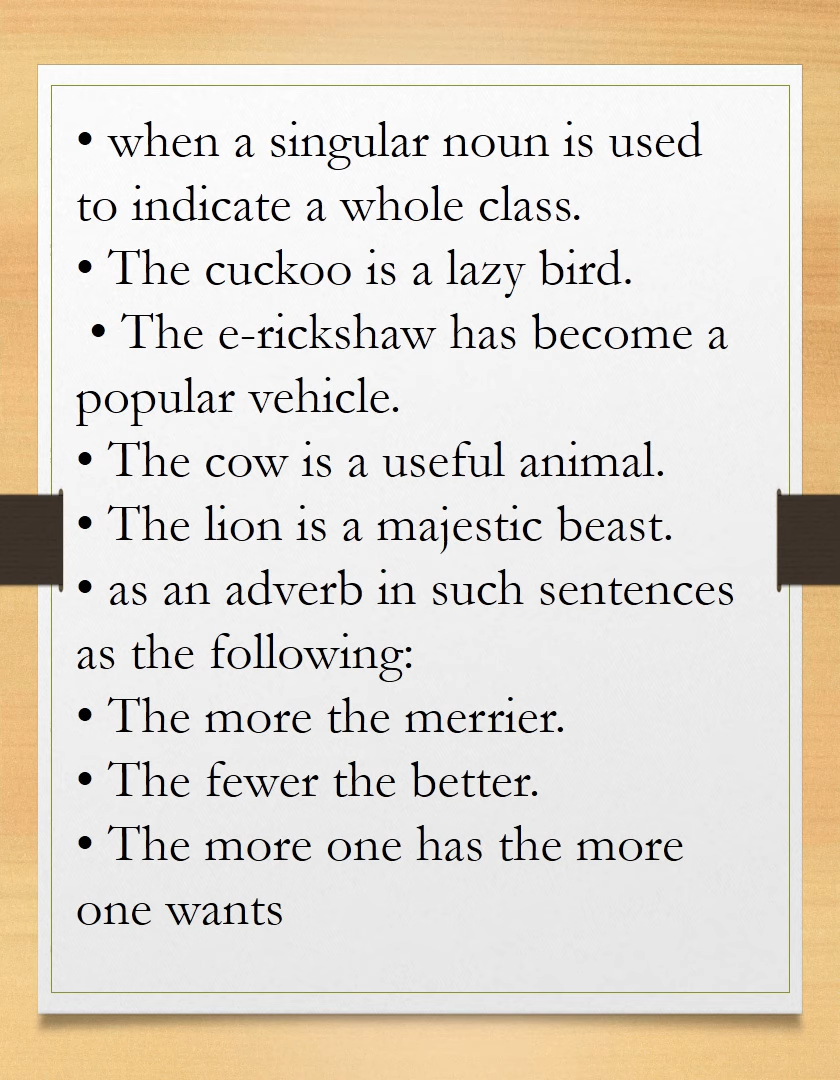 • when a singular noun is used
to indicate a whole class.
• The cuckoo is a lazy bird.
• The e-rickshaw has become a
popular vehicle.
• The cow is a useful animal.
• The lion is a majestic beast.
• as an adverb in such sentences
as the following:
• The more the merrier.
• The fewer the better.
• The more one has the more
one wants